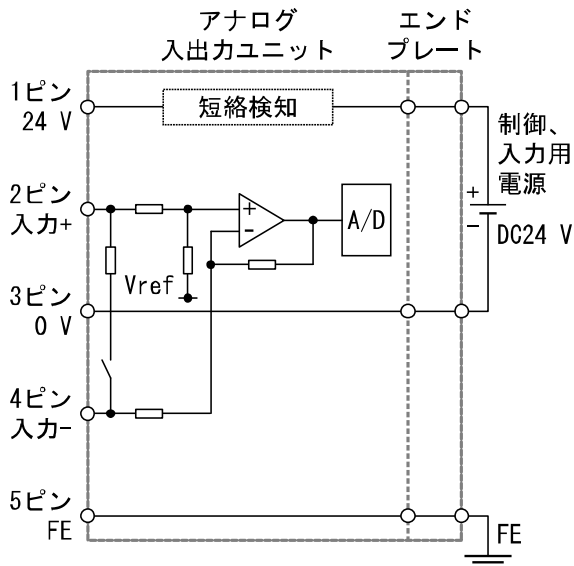 アナログ
入出力ユニット
エンド
プレート
1ピン
24 V
短絡検知
制御、
入力用
電源
2ピン
入力+
+
-
A/D
+
-
DC24 V
Vref
3ピン
0 V
4ピン
入力-
5ピン
FE
FE